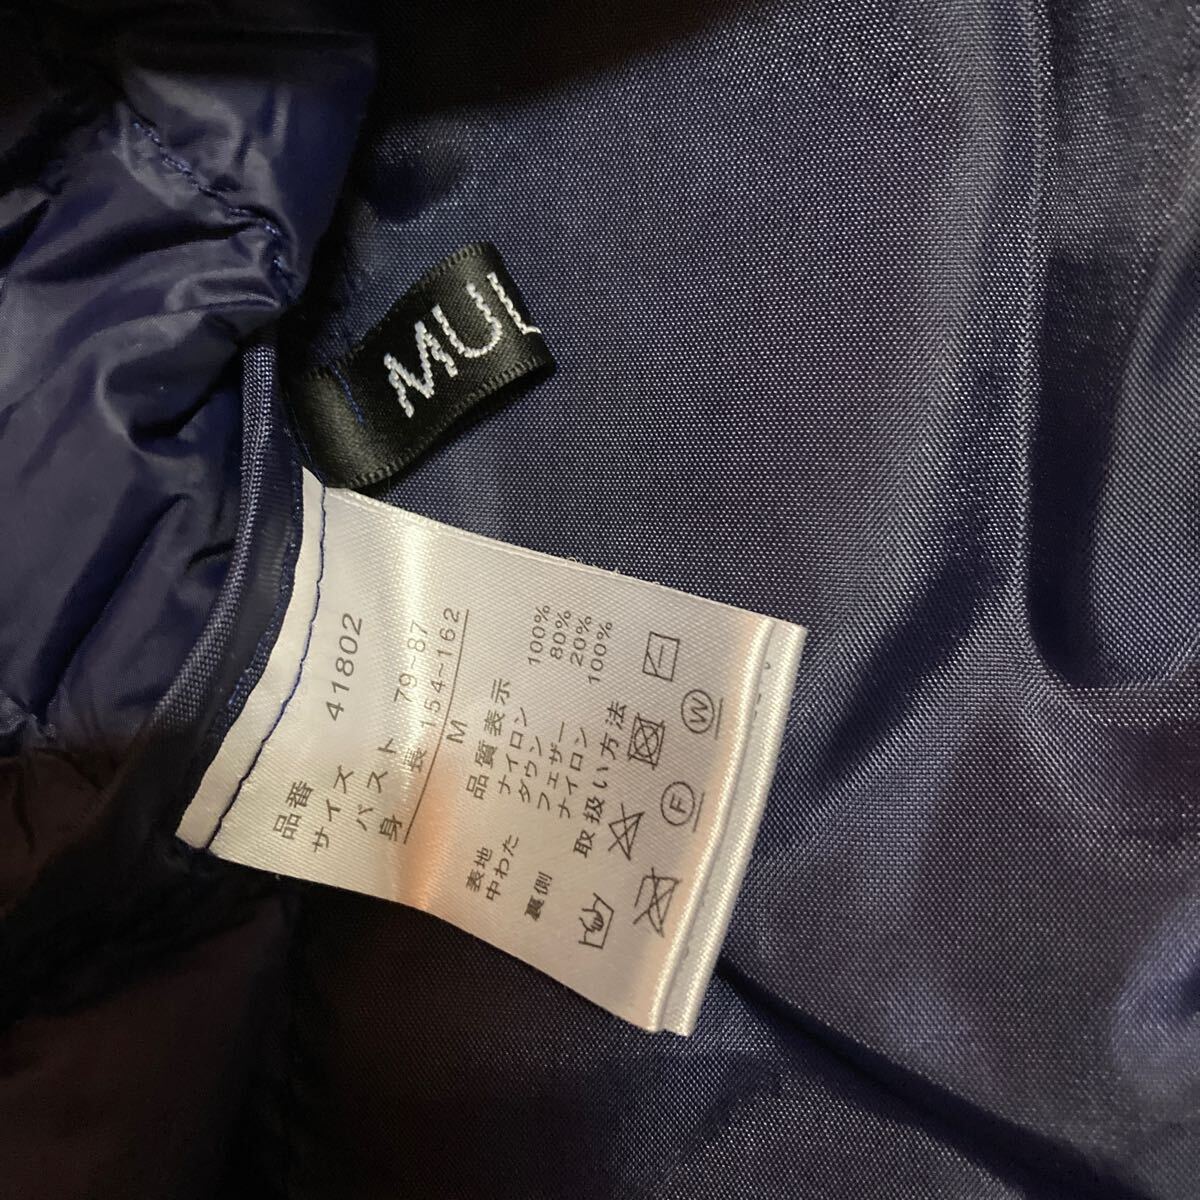 MUL
品番 41802
サイズ
バスト 79~87
身長 154~162
M
品質表示
表地 ナイロン 100%
中わた ダウン 80%
フェザー 20%
裏側 ナイロン 100%
取扱い方法
F W